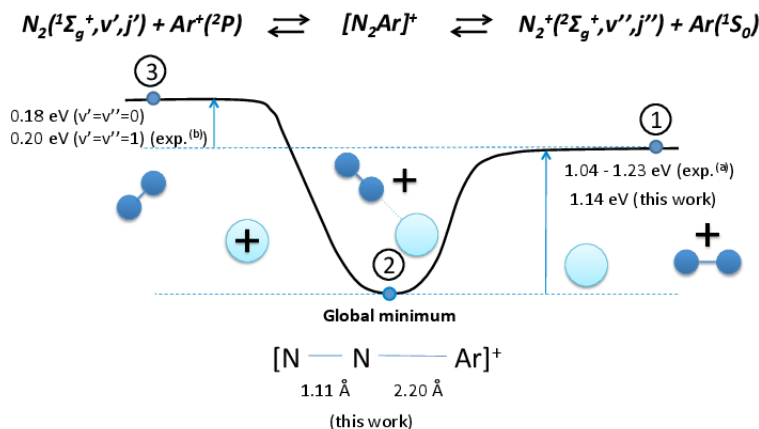 N₂(¹Σg⁺,v',j') + Ar⁺(²P) ⇌ [N₂Ar]⁺ ⇌ N₂⁺(²Σg⁺,v'',j'') + Ar(¹S₀)
3
0.18 eV (v'=v''=0)
0.20 eV (v'=v''=1) (exp.⁽ᵇ⁾)
1
1.04 - 1.23 eV (exp.⁽ᵃ⁾)
1.14 eV (this work)
+
+
+
2
Global minimum
[N — N — Ar]⁺
1.11 Å 2.20 Å
(this work)